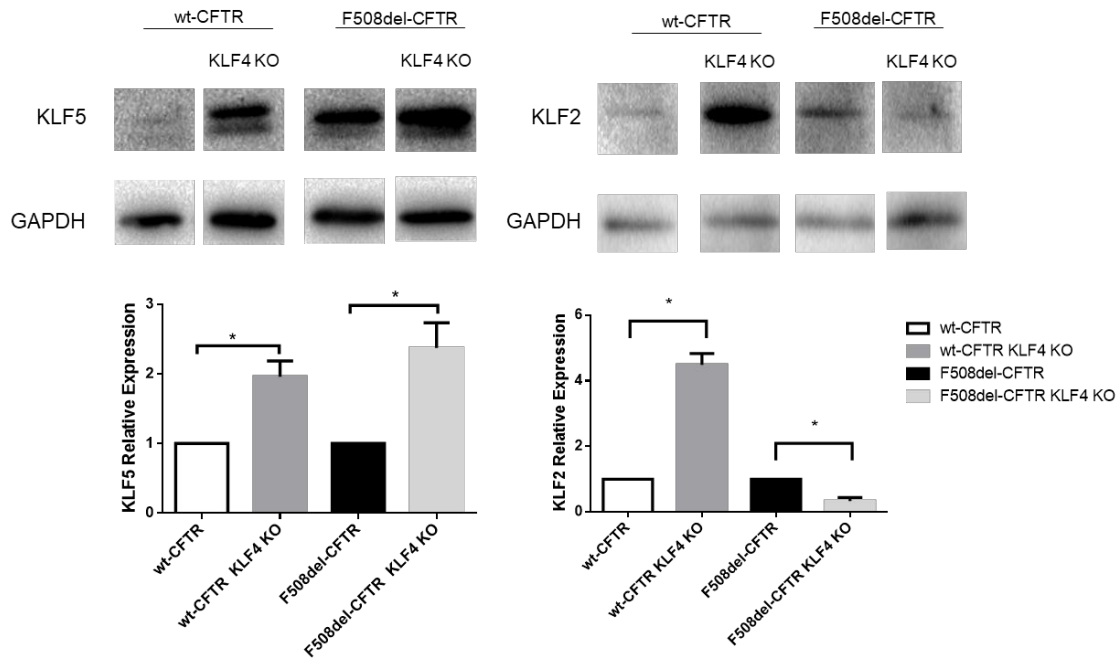 wt-CFTR F508del-CFTR
KLF4 KO KLF4 KO
KLF5
GAPDH
wt-CFTR F508del-CFTR
KLF4 KO KLF4 KO
KLF2
GAPDH
KLF5 Relative Expression
3
2
1
0
*
*
wt-CFTR
wt-CFTR KLF4 KO
F508del-CFTR
F508del-CFTR KLF4 KO
KLF2 Relative Expression
6
4
2
0
*
*
wt-CFTR
wt-CFTR KLF4 KO
F508del-CFTR
F508del-CFTR KLF4 KO
wt-CFTR
wt-CFTR KLF4 KO
F508del-CFTR
F508del-CFTR KLF4 KO